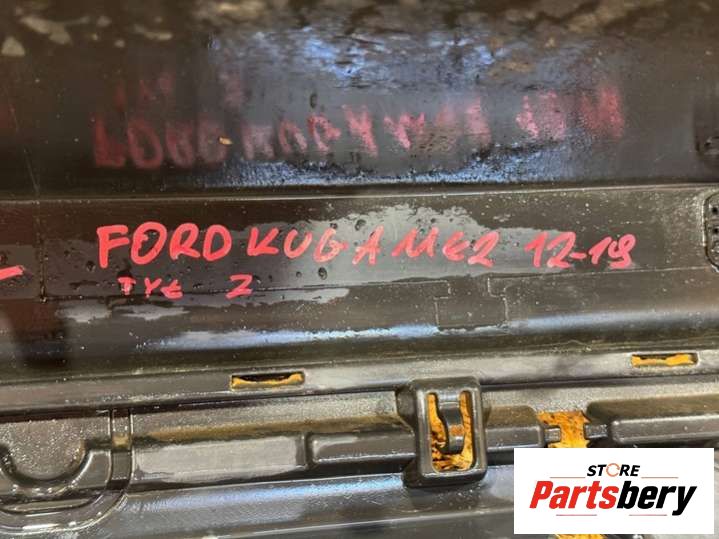 FORD KUGA MK2 12-19
TYŁ Z
STORE
Partsbery